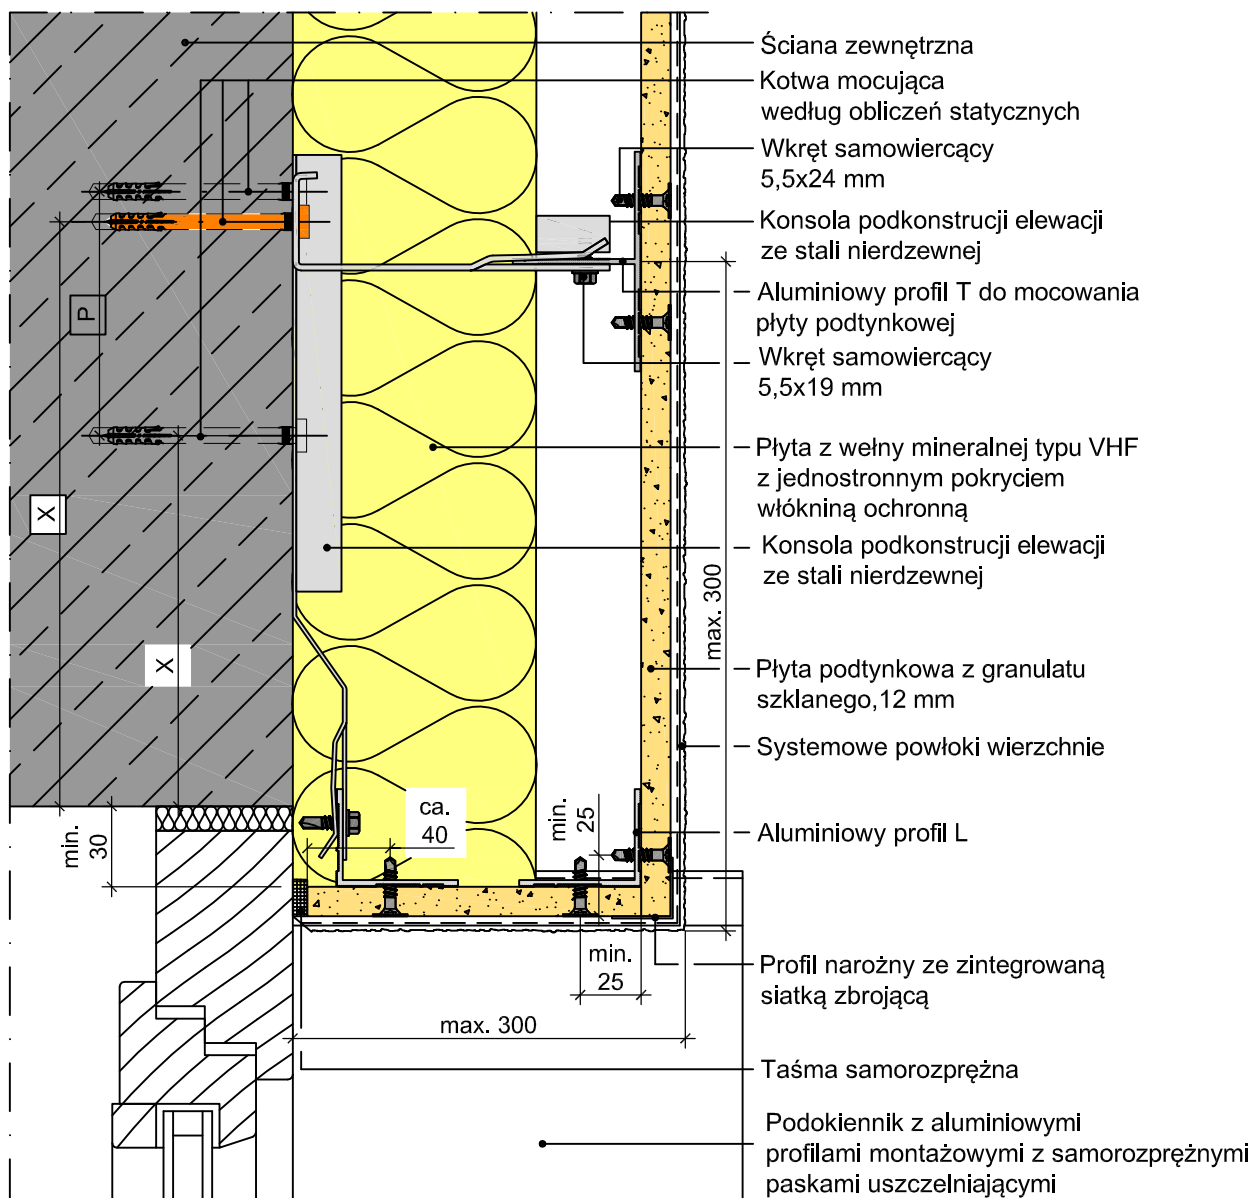 Ściana zewnętrzna
Kotwa mocująca
według obliczeń statycznych
Wkręt samowiercący
5,5x24 mm
Konsola podkonstrucji elewacji
ze stali nierdzewnej
Aluminiowy profil T do mocowania
płyty podtynkowej
Wkręt samowiercący
5,5x19 mm
Płyta z wełny mineralnej typu VHF
z jednostronnym pokryciem
włókniną ochronną
Konsola podkonstrucji elewacji
ze stali nierdzewnej
Płyta podtynkowa z granulatu
szklanego,12 mm
Systemowe powłoki wierzchnie
Aluminiowy profil L
Profil narożny ze zintegrowaną
siatką zbrojącą
Taśma samorozprężna
Podokiennik z aluminiowymi
profilami montażowymi z samorozprężnymi
paskami uszczelniającymi
P
X
X
min.
30
ca.
40
min.
25
max. 300
min.
25
max. 300